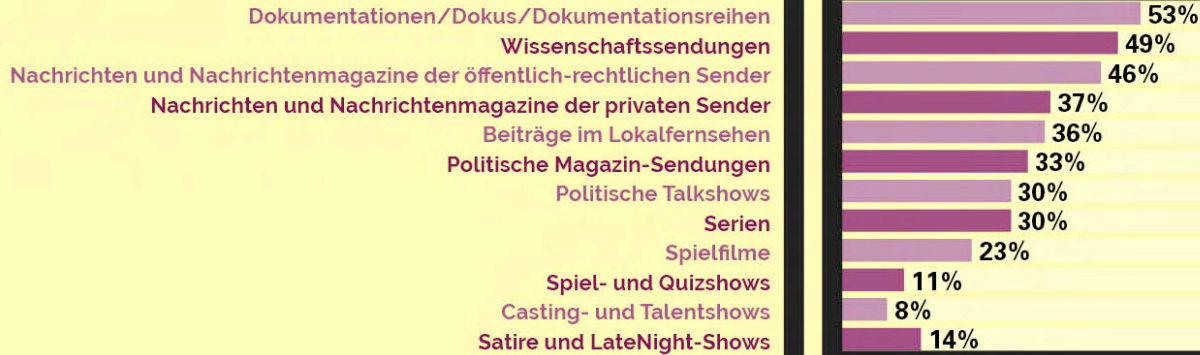 Dokumentationen/Dokus/Dokumentationsreihen 53%
Wissenschaftssendungen 49%
Nachrichten und Nachrichtenmagazine der öffentlich-rechtlichen Sender 46%
Nachrichten und Nachrichtenmagazine der privaten Sender 37%
Beiträge im Lokalfernsehen 36%
Politische Magazin-Sendungen 33%
Politische Talkshows 30%
Serien 30%
Spielfilme 23%
Spiel- und Quizshows 11%
Casting- und Talentshows 8%
Satire und LateNight-Shows 14%